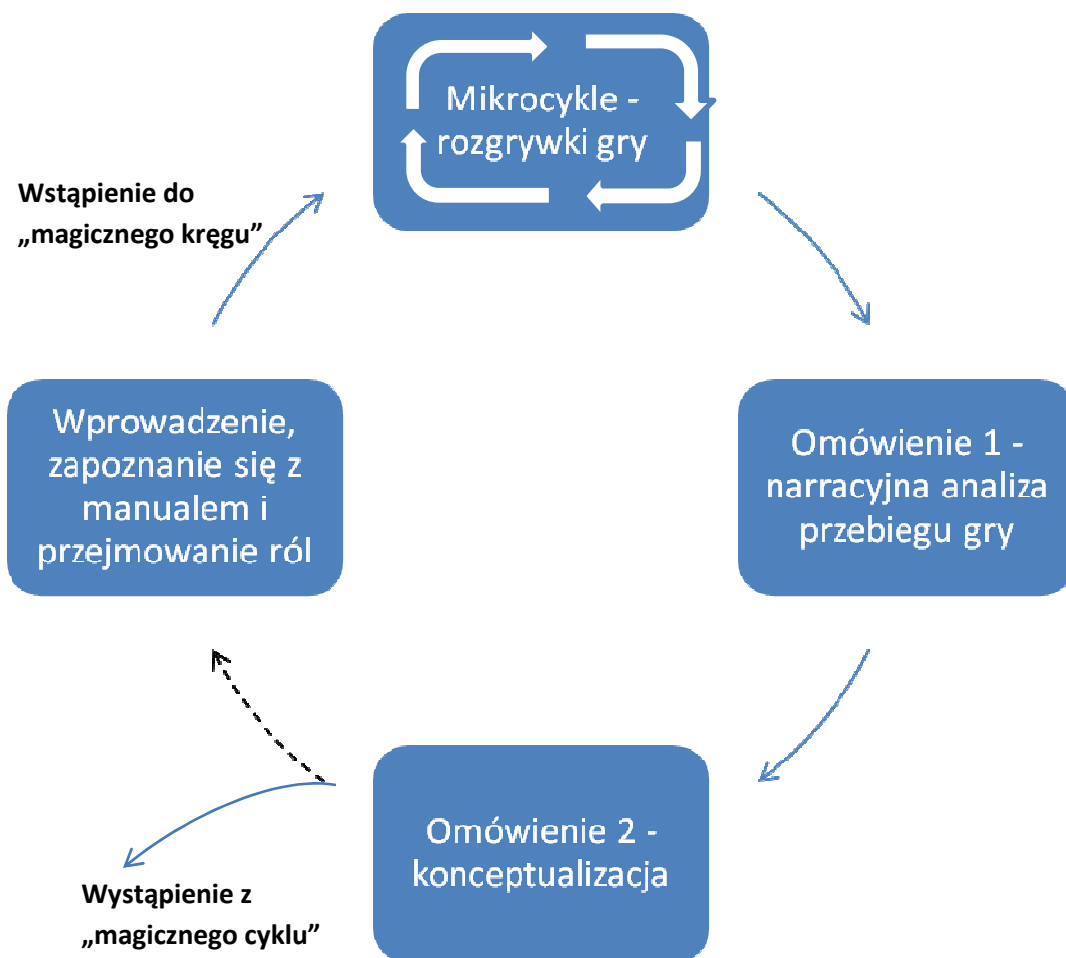 Mikrocykle -
rozgrywki gry
Wstąpienie do
„magicznego kręgu”
Wprowadzenie,
zapoznanie się z
manualem i
przejmowanie ról
Omówienie 1 -
narracyjna analiza
przebiegu gry
Omówienie 2 -
konceptualizacja
Wystąpienie z
„magicznego cyklu”